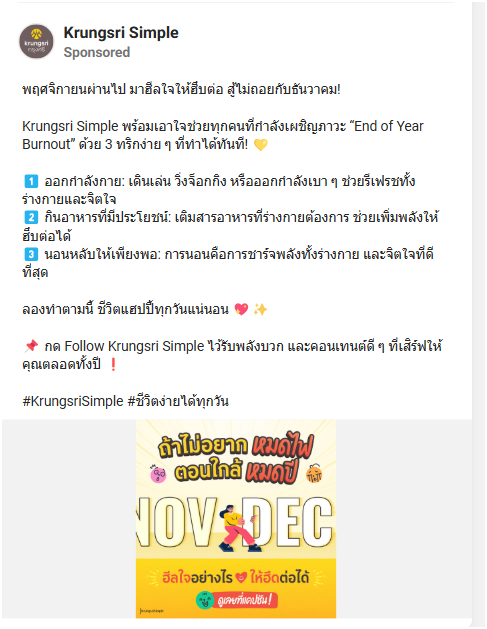 Krungsri Simple
krungsri
กรุงศรี
Sponsored
พฤศจิกายนผ่านไป มาฮีลใจให้ฮึบต่อ สู้ไม่ถอยกับธันวาคม!
Krungsri Simple พร้อมเอาใจช่วยทุกคนที่กำลังเผชิญภาวะ “End of Year
Burnout” ด้วย 3 ทริกง่าย ๆ ที่ทำได้ทันที! 💛
1️⃣ ออกกำลังกาย: เดินเล่น วิ่งจ็อกกิ้ง หรือออกกำลังเบา ๆ ช่วยรีเฟรชทั้ง
ร่างกายและจิตใจ
2️⃣ กินอาหารที่มีประโยชน์: เติมสารอาหารที่ร่างกายต้องการ ช่วยเพิ่มพลังให้
ฮึบต่อได้
3️⃣ นอนหลับให้เพียงพอ: การนอนคือการชาร์จพลังทั้งร่างกาย และจิตใจที่ดี
ที่สุด
ลองทำตามนี้ ชีวิตแฮปปี้ทุกวันแน่นอน 💖 ✨
📌 กด Follow Krungsri Simple ไว้รับพลังบวก และคอนเทนต์ดี ๆ ที่เสิร์ฟให้
คุณตลอดทั้งปี ❗
#KrungsriSimple #ชีวิตง่ายได้ทุกวัน
ถ้าไม่อยาก หมดไฟ
ตอนใกล้ หมดปี
NOV DEC
ฮีลใจอย่างไร ให้ฮึดต่อได้
ดูเลยที่แคปชัน!